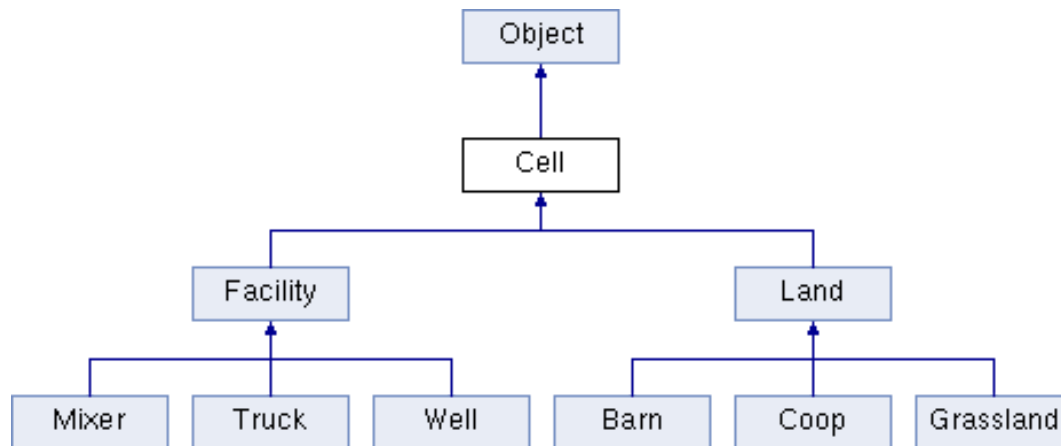 Object
Cell
Facility
Land
Mixer
Truck
Well
Barn
Coop
Grassland